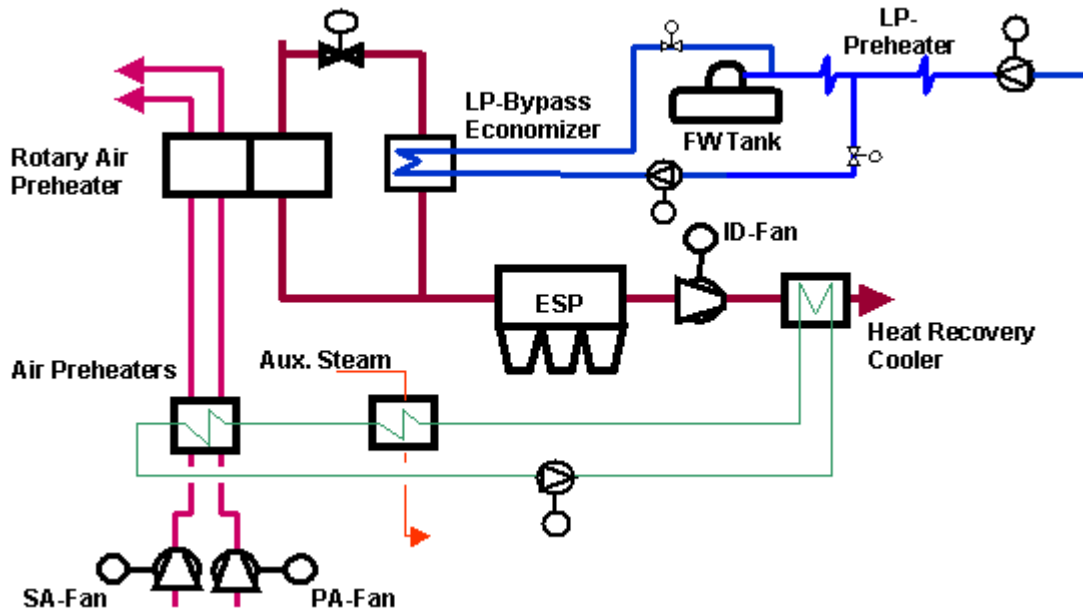 LP-
Preheater
LP-Bypass
Economizer
FW Tank
Rotary Air
Preheater
ID-Fan
ESP
Heat Recovery
Cooler
Aux. Steam
Air Preheaters
SA-Fan
PA-Fan